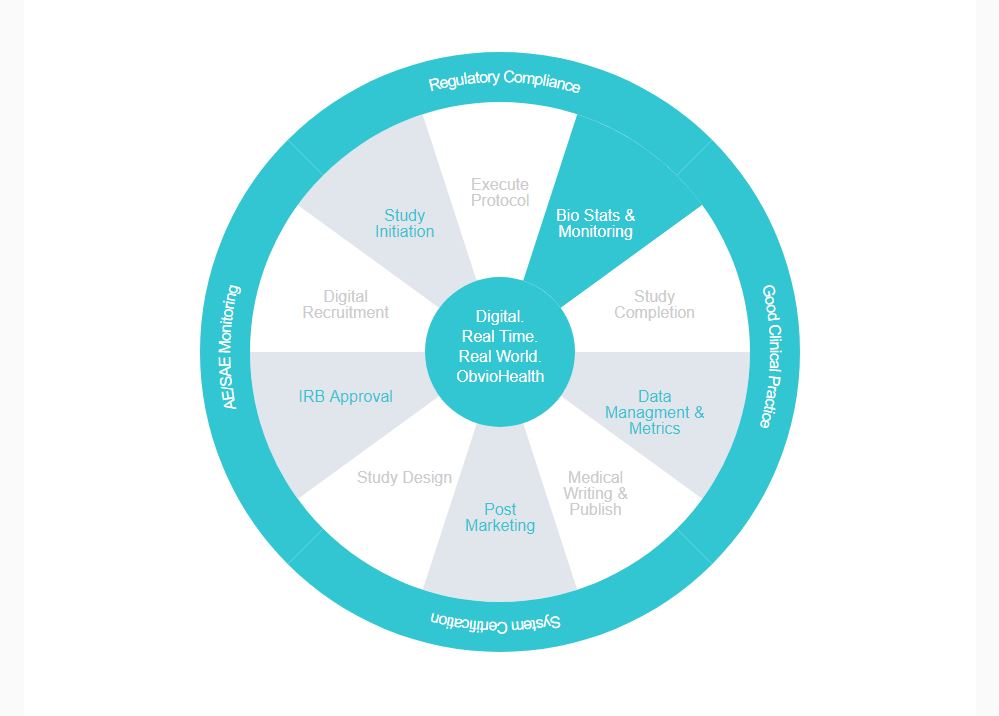 Regulatory Compliance
Execute
Protocol
Study
Initiation
Bio Stats &
Monitoring
Digital
Recruitment
Study
Completion
AE/SAE Monitoring
Good Clinical Practice
Digital.
Real Time.
Real World.
ObvioHealth
IRB Approval
Data
Managment &
Metrics
Study Design
Medical
Writing &
Publish
Post
Marketing
System Certification